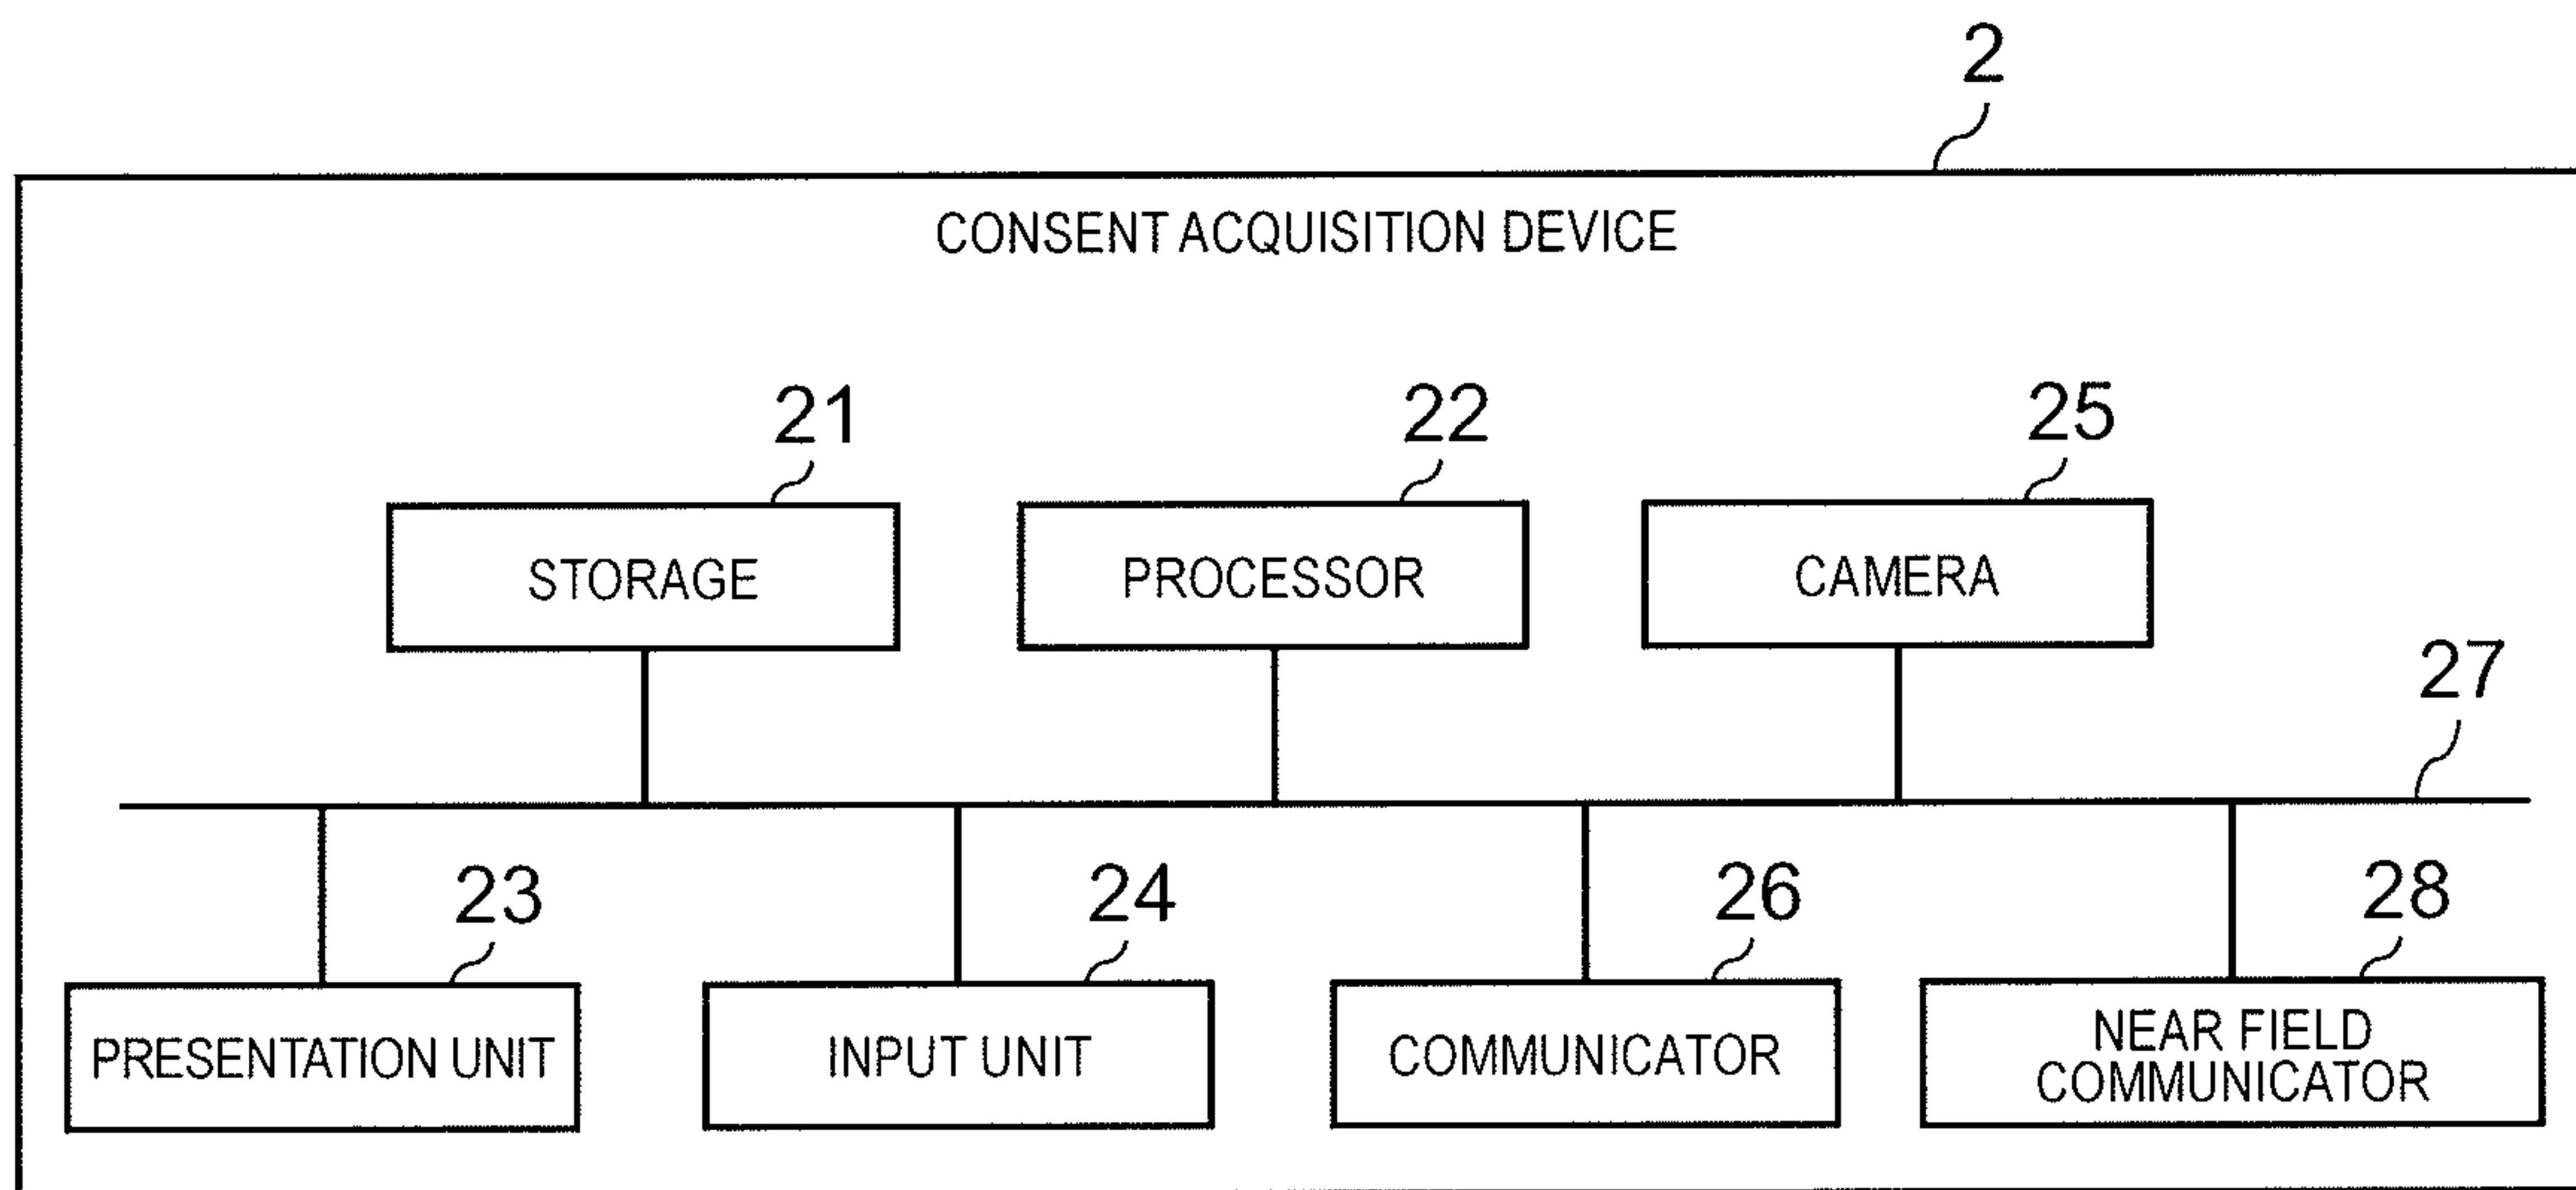 2
CONSENT ACQUISITION DEVICE
21
22
25
STORAGE
PROCESSOR
CAMERA
27
23
24
26
28
PRESENTATION UNIT
INPUT UNIT
COMMUNICATOR
NEAR FIELD
COMMUNICATOR